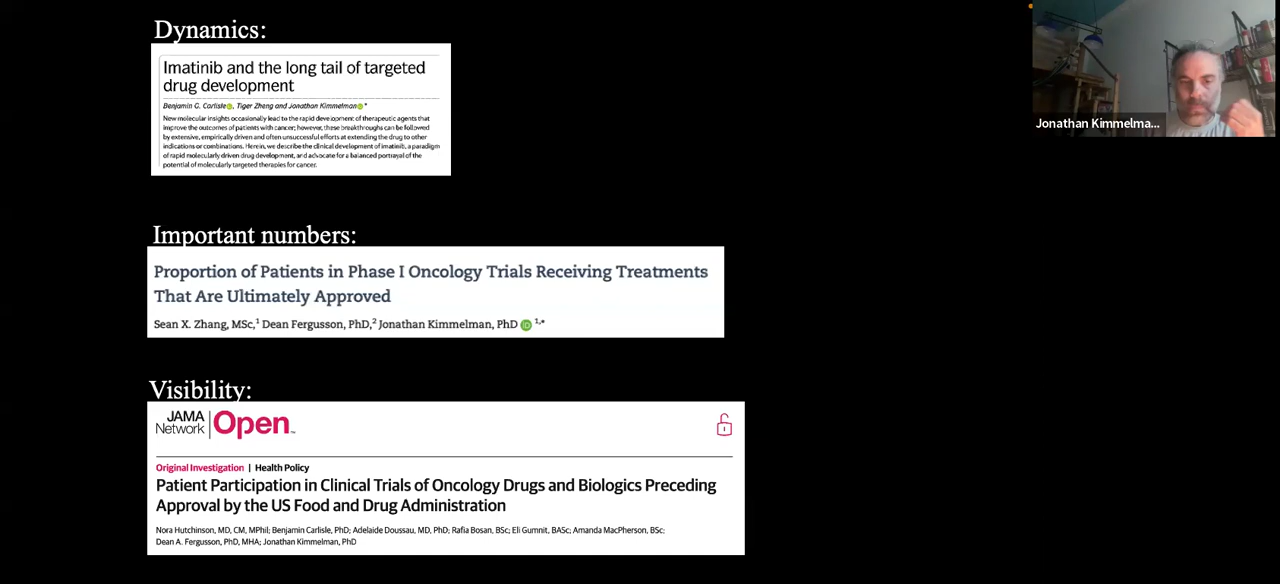 Dynamics:
Imatinib and the long tail of targeted
drug development
Benjamin G. Carlisle, Tiger Zheng and Jonathan Kimmelman*
New molecular insights occasionally lead to the rapid development of therapeutic agents that
improve the outcomes of patients with cancer; however, these breakthroughs can be followed
by extensive, empirically driven and often unsuccessful efforts at extending the drug to other
indications or combinations. Herein, we describe the clinical development of imatinib, a paradigm
of rapid molecularly driven drug development, and advocate for a balanced portrayal of the
potential of molecularly targeted therapies for cancer.
Jonathan Kimmelma...
Important numbers:
Proportion of Patients in Phase I Oncology Trials Receiving Treatments
That Are Ultimately Approved
Sean X. Zhang, MSc,1 Dean Fergusson, PhD,2 Jonathan Kimmelman, PhD iD 1,*
Visibility:
JAMA
Network | Open™
Original Investigation | Health Policy
Patient Participation in Clinical Trials of Oncology Drugs and Biologics Preceding
Approval by the US Food and Drug Administration
Nora Hutchinson, MD, CM, MPhil; Benjamin Carlisle, PhD; Adelaide Doussau, MD, PhD; Rafia Bosan, BSc; Eli Gumnit, BASc; Amanda MacPherson, BSc;
Dean A. Fergusson, PhD, MHA; Jonathan Kimmelman, PhD